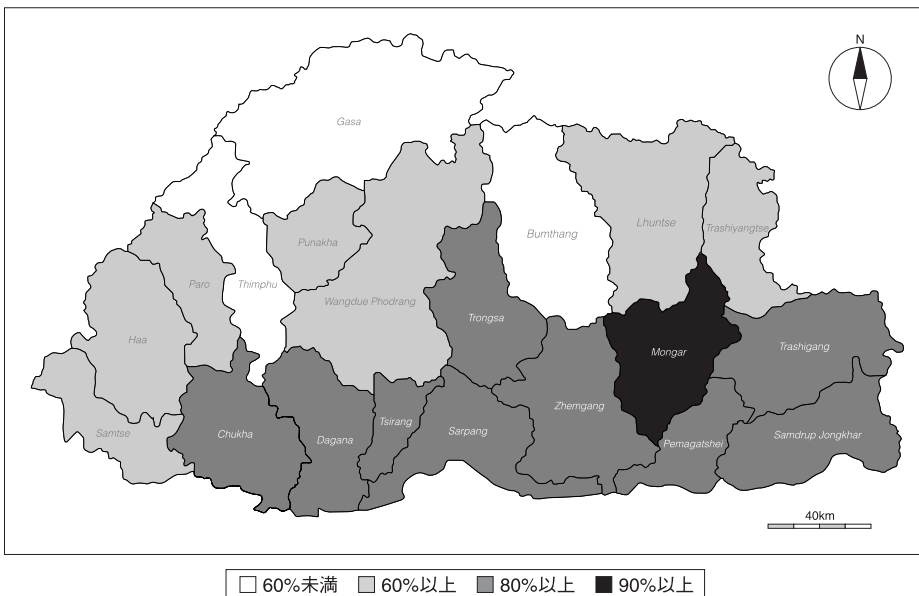 N
Gasa
Punakha
Bumthang
Lhuntse
Trashiyangtse
Paro
Thimphu
Wangdue Phodrang
Trongsa
Haa
Mongar
Trashigang
Samtse
Chukha
Dagana
Tsirang
Sarpang
Zhemgang
Pemagatshei
Samdrup Jongkhar
40km
60%未満 60%以上 80%以上 90%以上